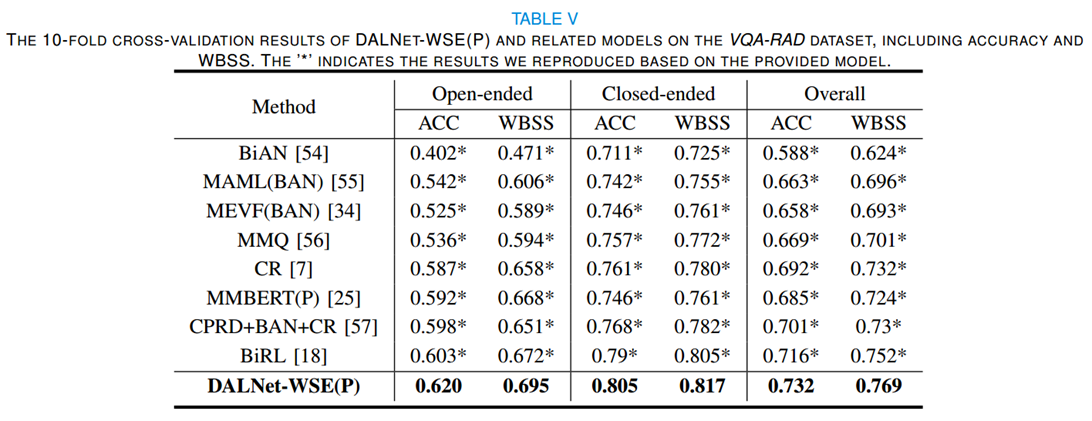 TABLE V
THE 10-FOLD CROSS-VALIDATION RESULTS OF DALNET-WSE(P) AND RELATED MODELS ON THE VQA-RAD DATASET, INCLUDING ACCURACY AND
WBSS. THE '*' INDICATES THE RESULTS WE REPRODUCED BASED ON THE PROVIDED MODEL.
Method Open-ended Closed-ended Overall
ACC WBSS ACC WBSS ACC WBSS
BiAN [54] 0.402* 0.471* 0.711* 0.725* 0.588* 0.624*
MAML(BAN) [55] 0.542* 0.606* 0.742* 0.755* 0.663* 0.696*
MEVF(BAN) [34] 0.525* 0.589* 0.746* 0.761* 0.658* 0.693*
MMQ [56] 0.536* 0.594* 0.757* 0.772* 0.669* 0.701*
CR [7] 0.587* 0.658* 0.761* 0.780* 0.692* 0.732*
MMBERT(P) [25] 0.592* 0.668* 0.746* 0.761* 0.685* 0.724*
CPRD+BAN+CR [57] 0.598* 0.651* 0.768* 0.782* 0.701* 0.73*
BiRL [18] 0.603* 0.672* 0.79* 0.805* 0.716* 0.752*
DALNet-WSE(P) 0.620 0.695 0.805 0.817 0.732 0.769